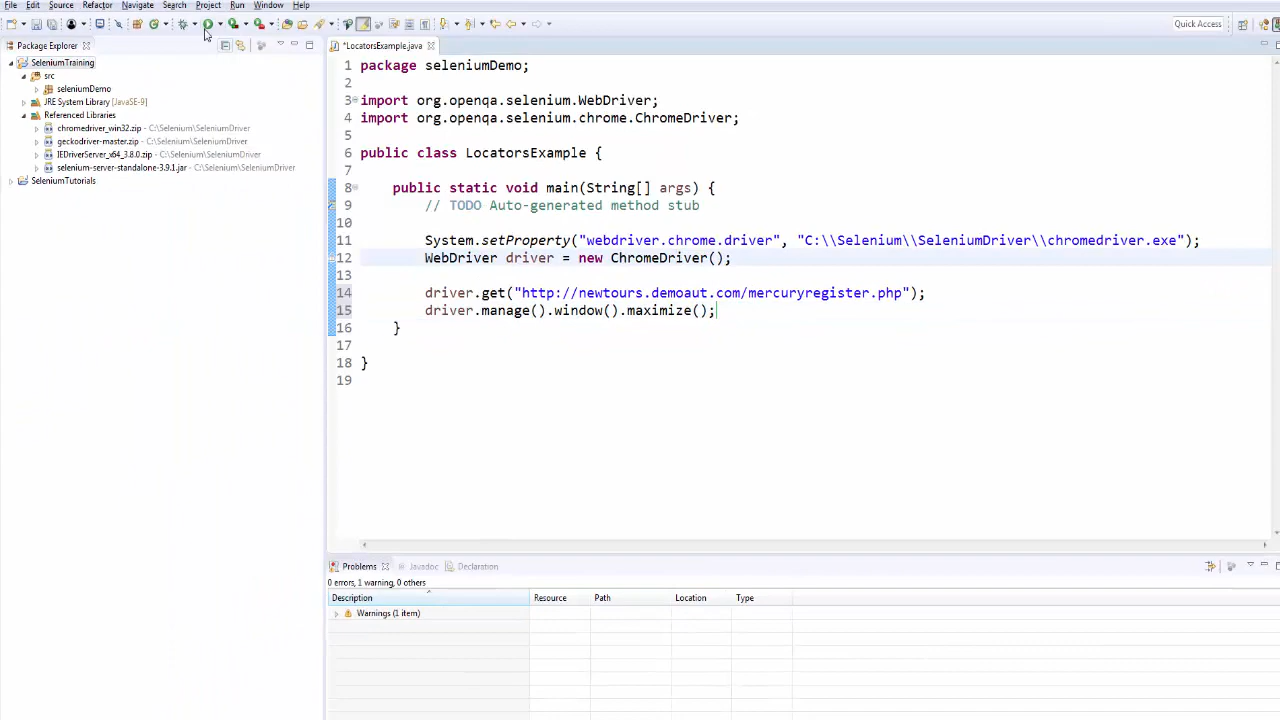 File Edit Source Refactor Navigate Search Project Run Window Help
Quick Access
Package Explorer
*LocatorsExample.java
SeleniumTraining
src
seleniumDemo
JRE System Library [JavaSE-9]
Referenced Libraries
chromedriver_win32.zip - C:\Selenium\SeleniumDriver
geckodriver-master.zip - C:\Selenium\SeleniumDriver
IEDriverServer_x64_3.8.0.zip - C:\Selenium\SeleniumDriver
selenium-server-standalone-3.9.1.jar - C:\Selenium\SeleniumDriver
SeleniumTutorials
1 package seleniumDemo;
2
3 import org.openqa.selenium.WebDriver;
4 import org.openqa.selenium.chrome.ChromeDriver;
5
6 public class LocatorsExample {
7
8 public static void main(String[] args) {
9 // TODO Auto-generated method stub
10
11 System.setProperty("webdriver.chrome.driver", "C:\\Selenium\\SeleniumDriver\\chromedriver.exe");
12 WebDriver driver = new ChromeDriver();
13
14 driver.get("http://newtours.demoaut.com/mercuryregister.php");
15 driver.manage().window().maximize();
16 }
17
18 }
19
Problems Javadoc Declaration
0 errors, 1 warning, 0 others
Description Resource Path Location Type
Warnings (1 item)